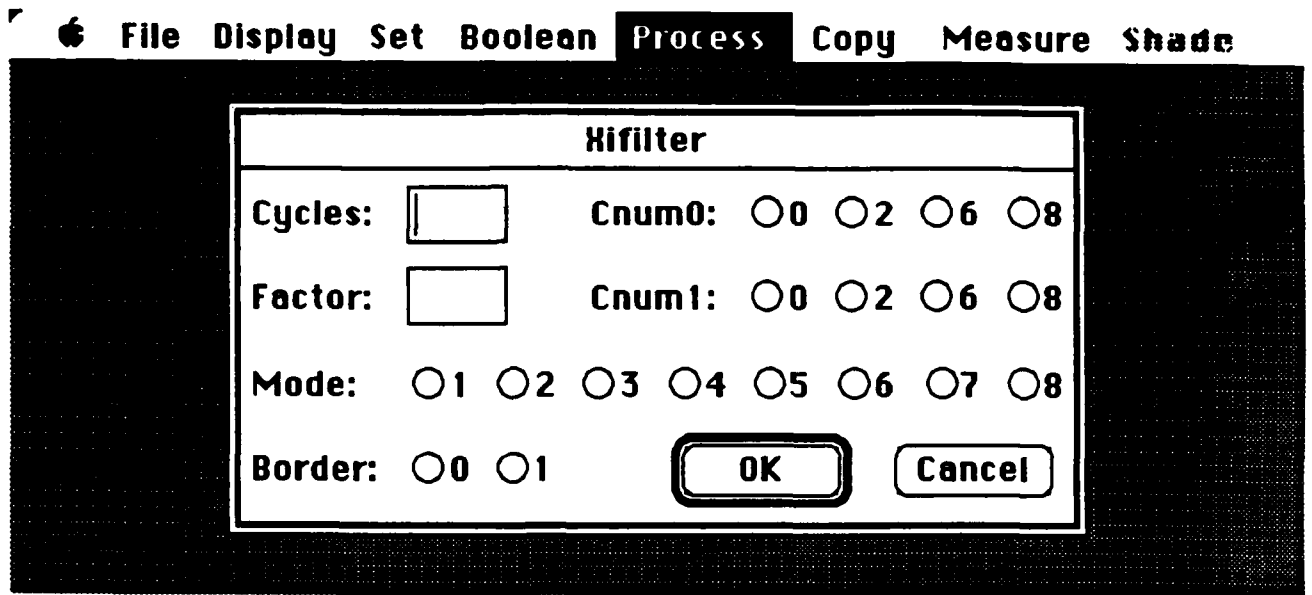 File Display Set Boolean Process Copy Measure Shade
Xifilter
Cycles: Cnum0: 0 2 6 8
Factor: Cnum1: 0 2 6 8
Mode: 1 2 3 4 5 6 7 8
Border: 0 1 OK Cancel